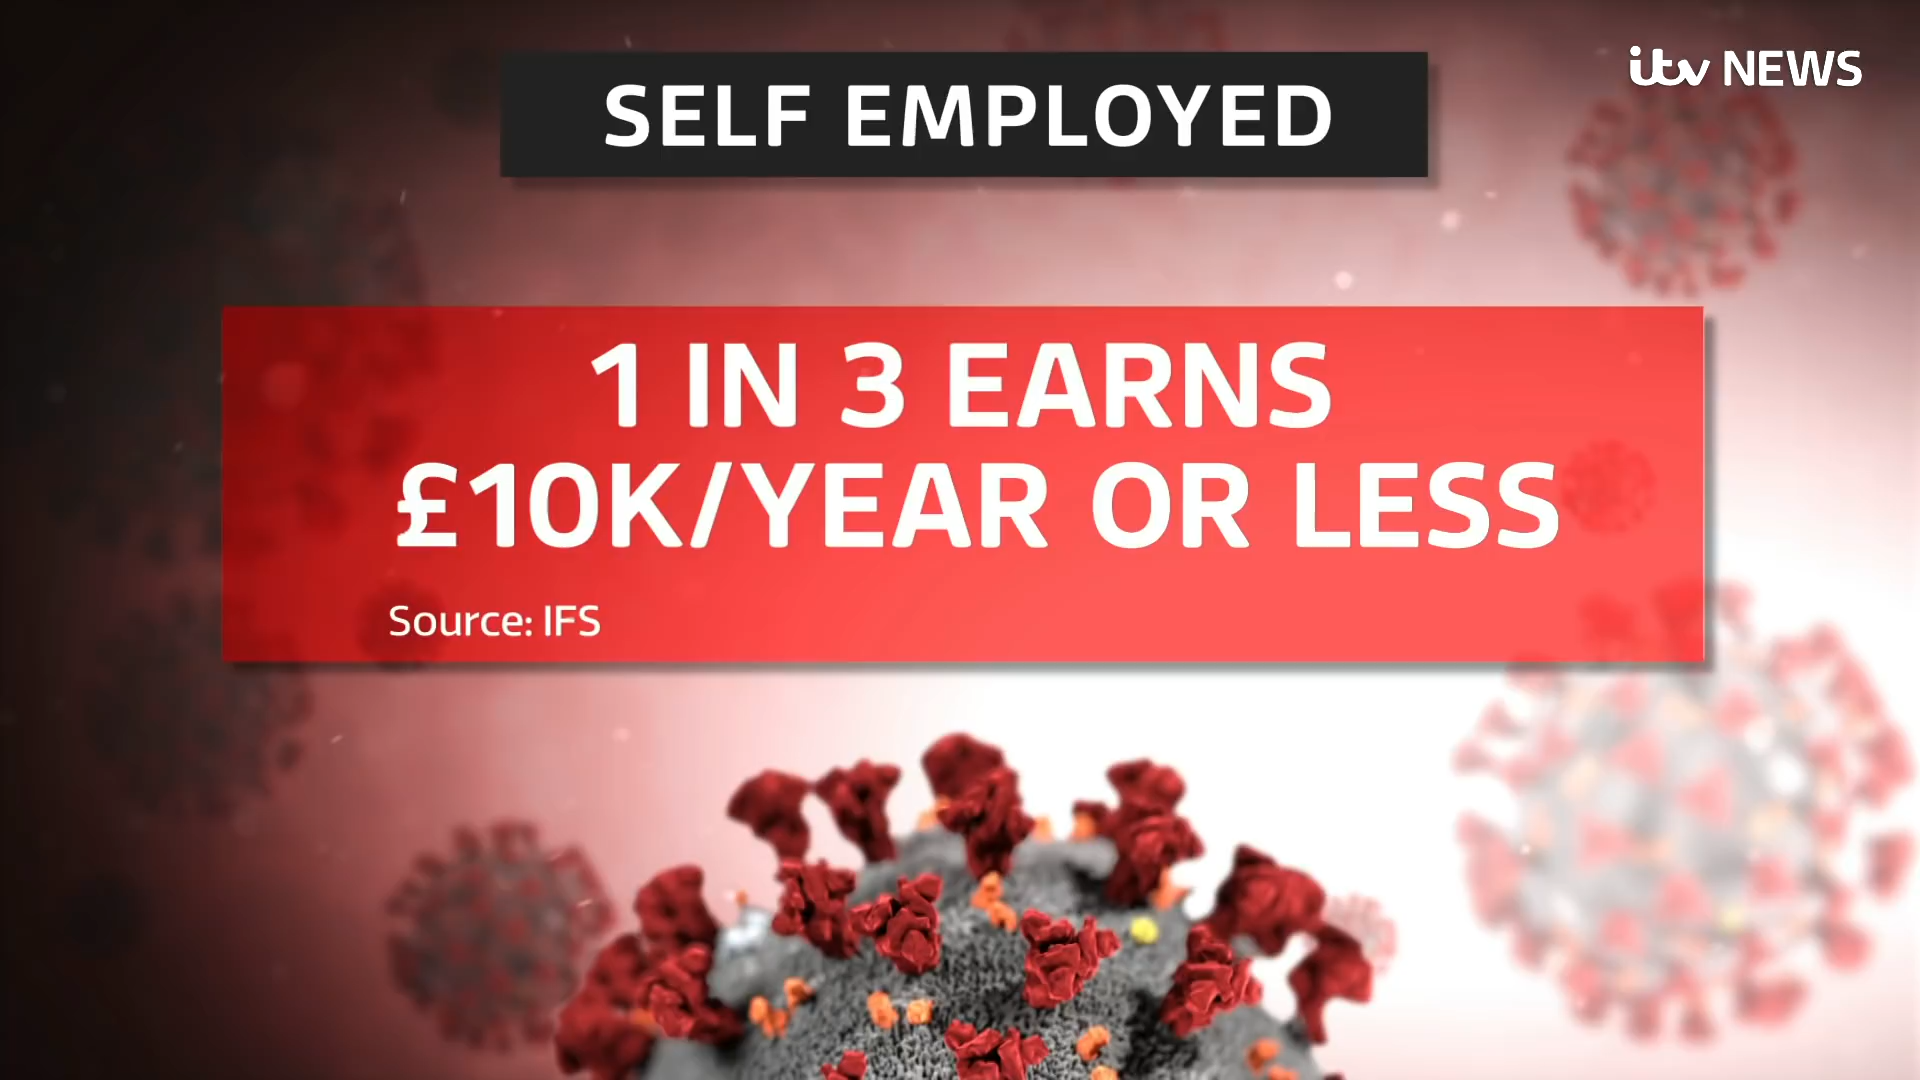 itv NEWS
SELF EMPLOYED
1 IN 3 EARNS
£10K/YEAR OR LESS
Source: IFS